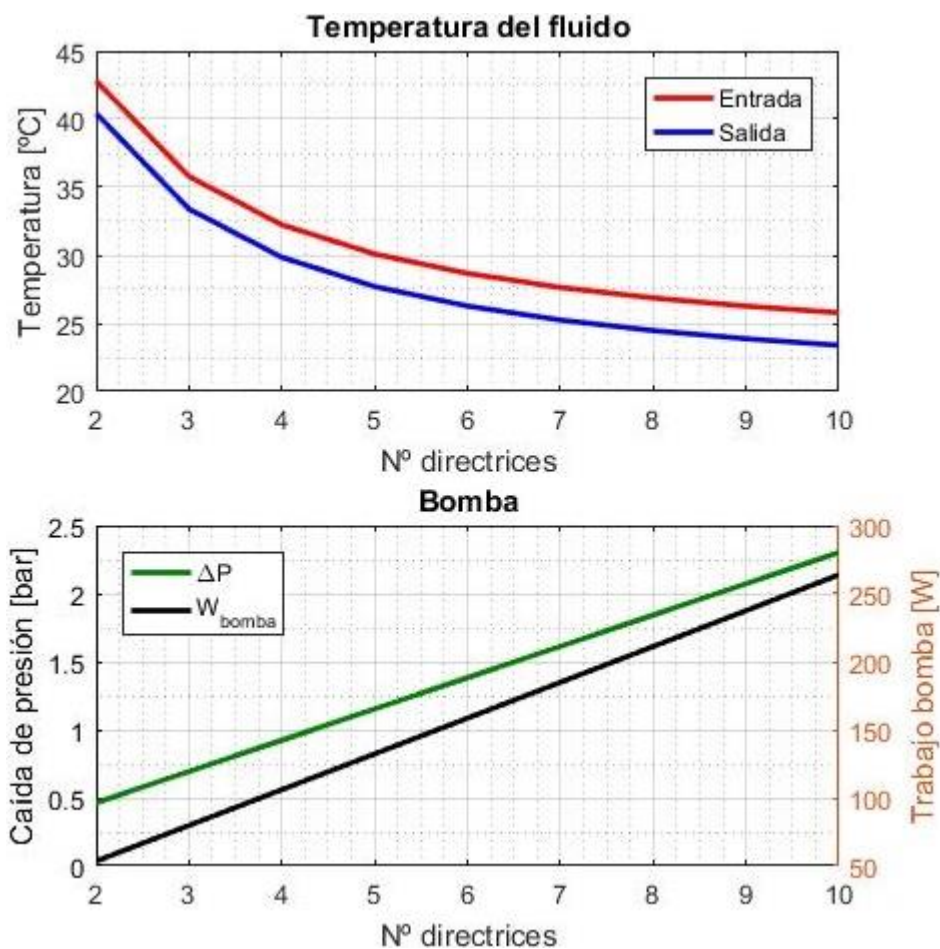 Temperatura del fluido
Temperatura [ºC]
45
40
35
30
25
20
Entrada
Salida
2 3 4 5 6 7 8 9 10
Nº directrices
Bomba
Caída de presión [bar]
2.5
2
1.5
1
0.5
0
ΔP
W_bomba
300
250
200
150
100
50
Trabajo bomba [W]
2 3 4 5 6 7 8 9 10
Nº directrices